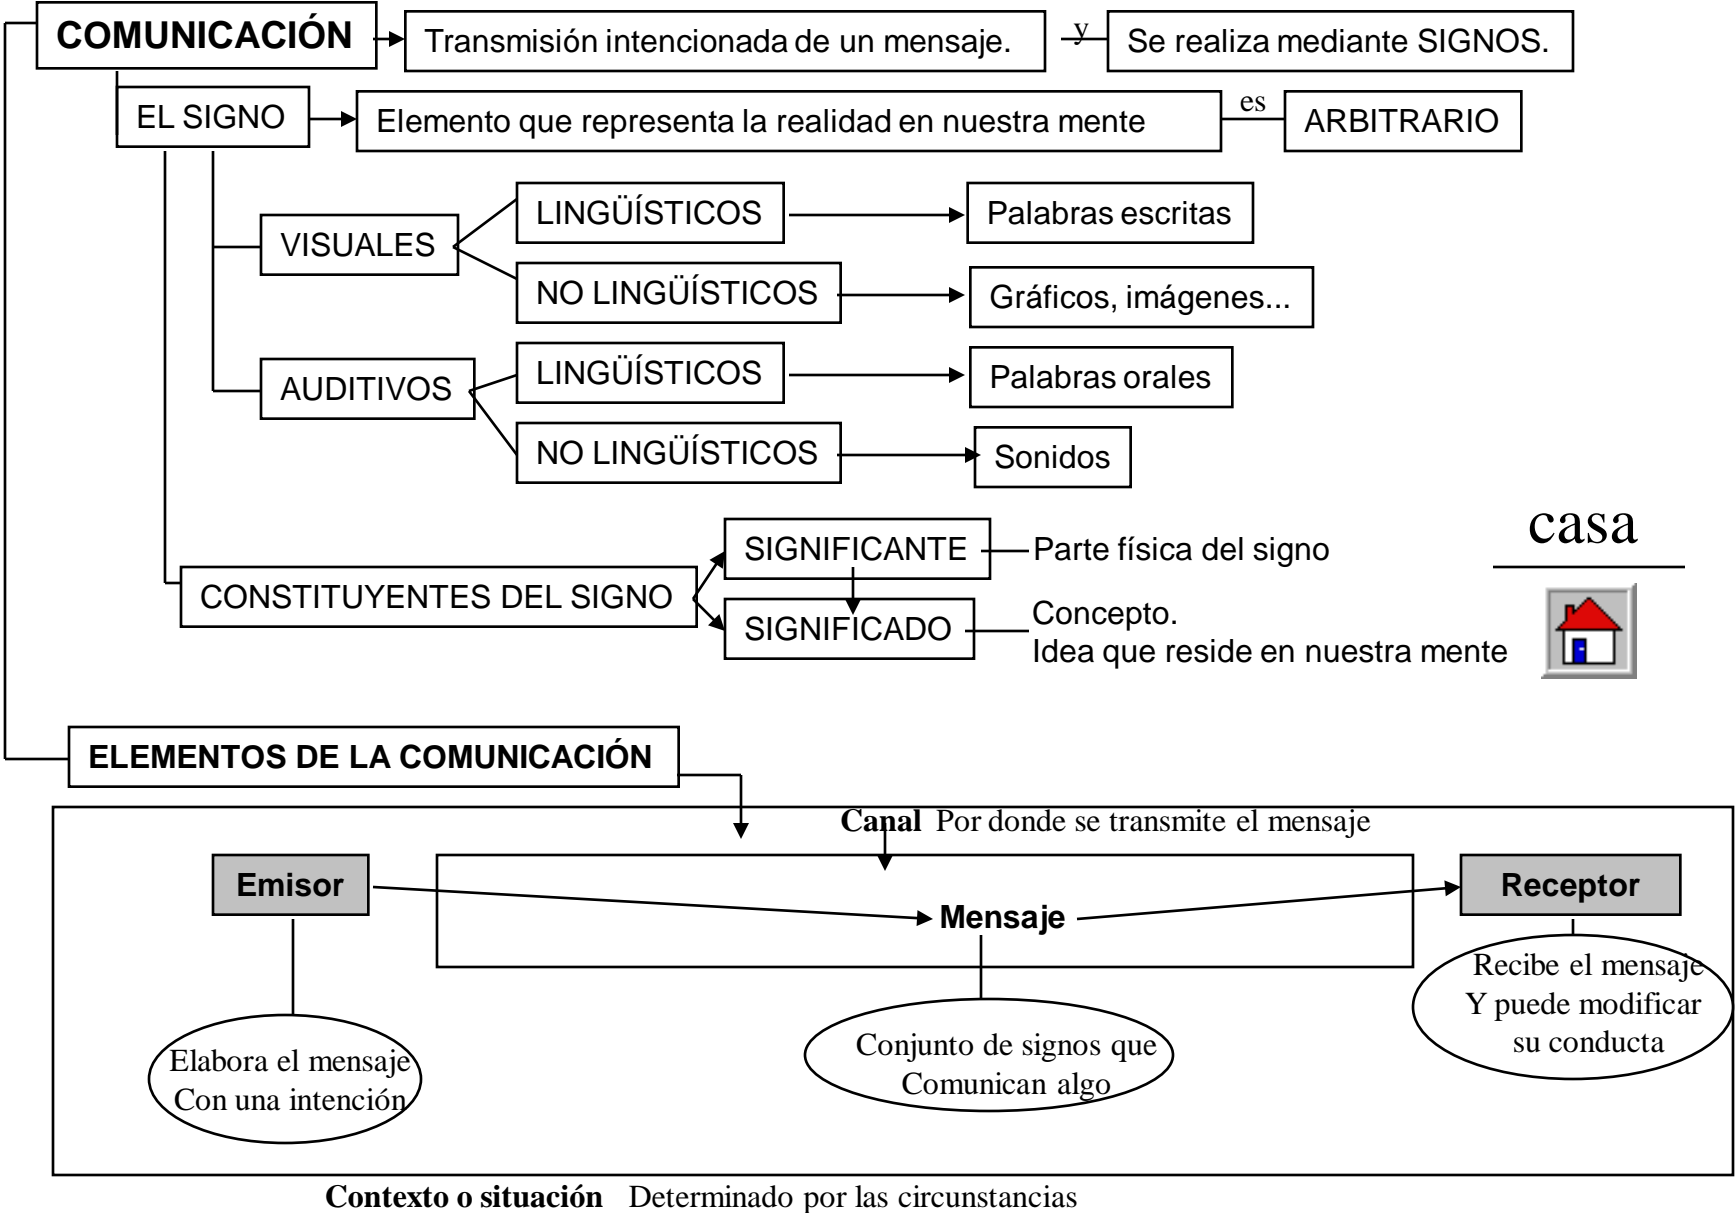 COMUNICACIÓN
Transmisión intencionada de un mensaje.
y
Se realiza mediante SIGNOS.
EL SIGNO
Elemento que representa la realidad en nuestra mente
es
ARBITRARIO
VISUALES
LINGÜÍSTICOS
Palabras escritas
NO LINGÜÍSTICOS
Gráficos, imágenes...
AUDITIVOS
LINGÜÍSTICOS
Palabras orales
NO LINGÜÍSTICOS
Sonidos
CONSTITUYENTES DEL SIGNO
SIGNIFICANTE
Parte física del signo
SIGNIFICADO
Concepto.
Idea que reside en nuestra mente
casa
ELEMENTOS DE LA COMUNICACIÓN
Canal Por donde se transmite el mensaje
Emisor
Mensaje
Receptor
Elabora el mensaje
Con una intención
Conjunto de signos que
Comunican algo
Recibe el mensaje
Y puede modificar
su conducta
Contexto o situación Determinado por las circunstancias